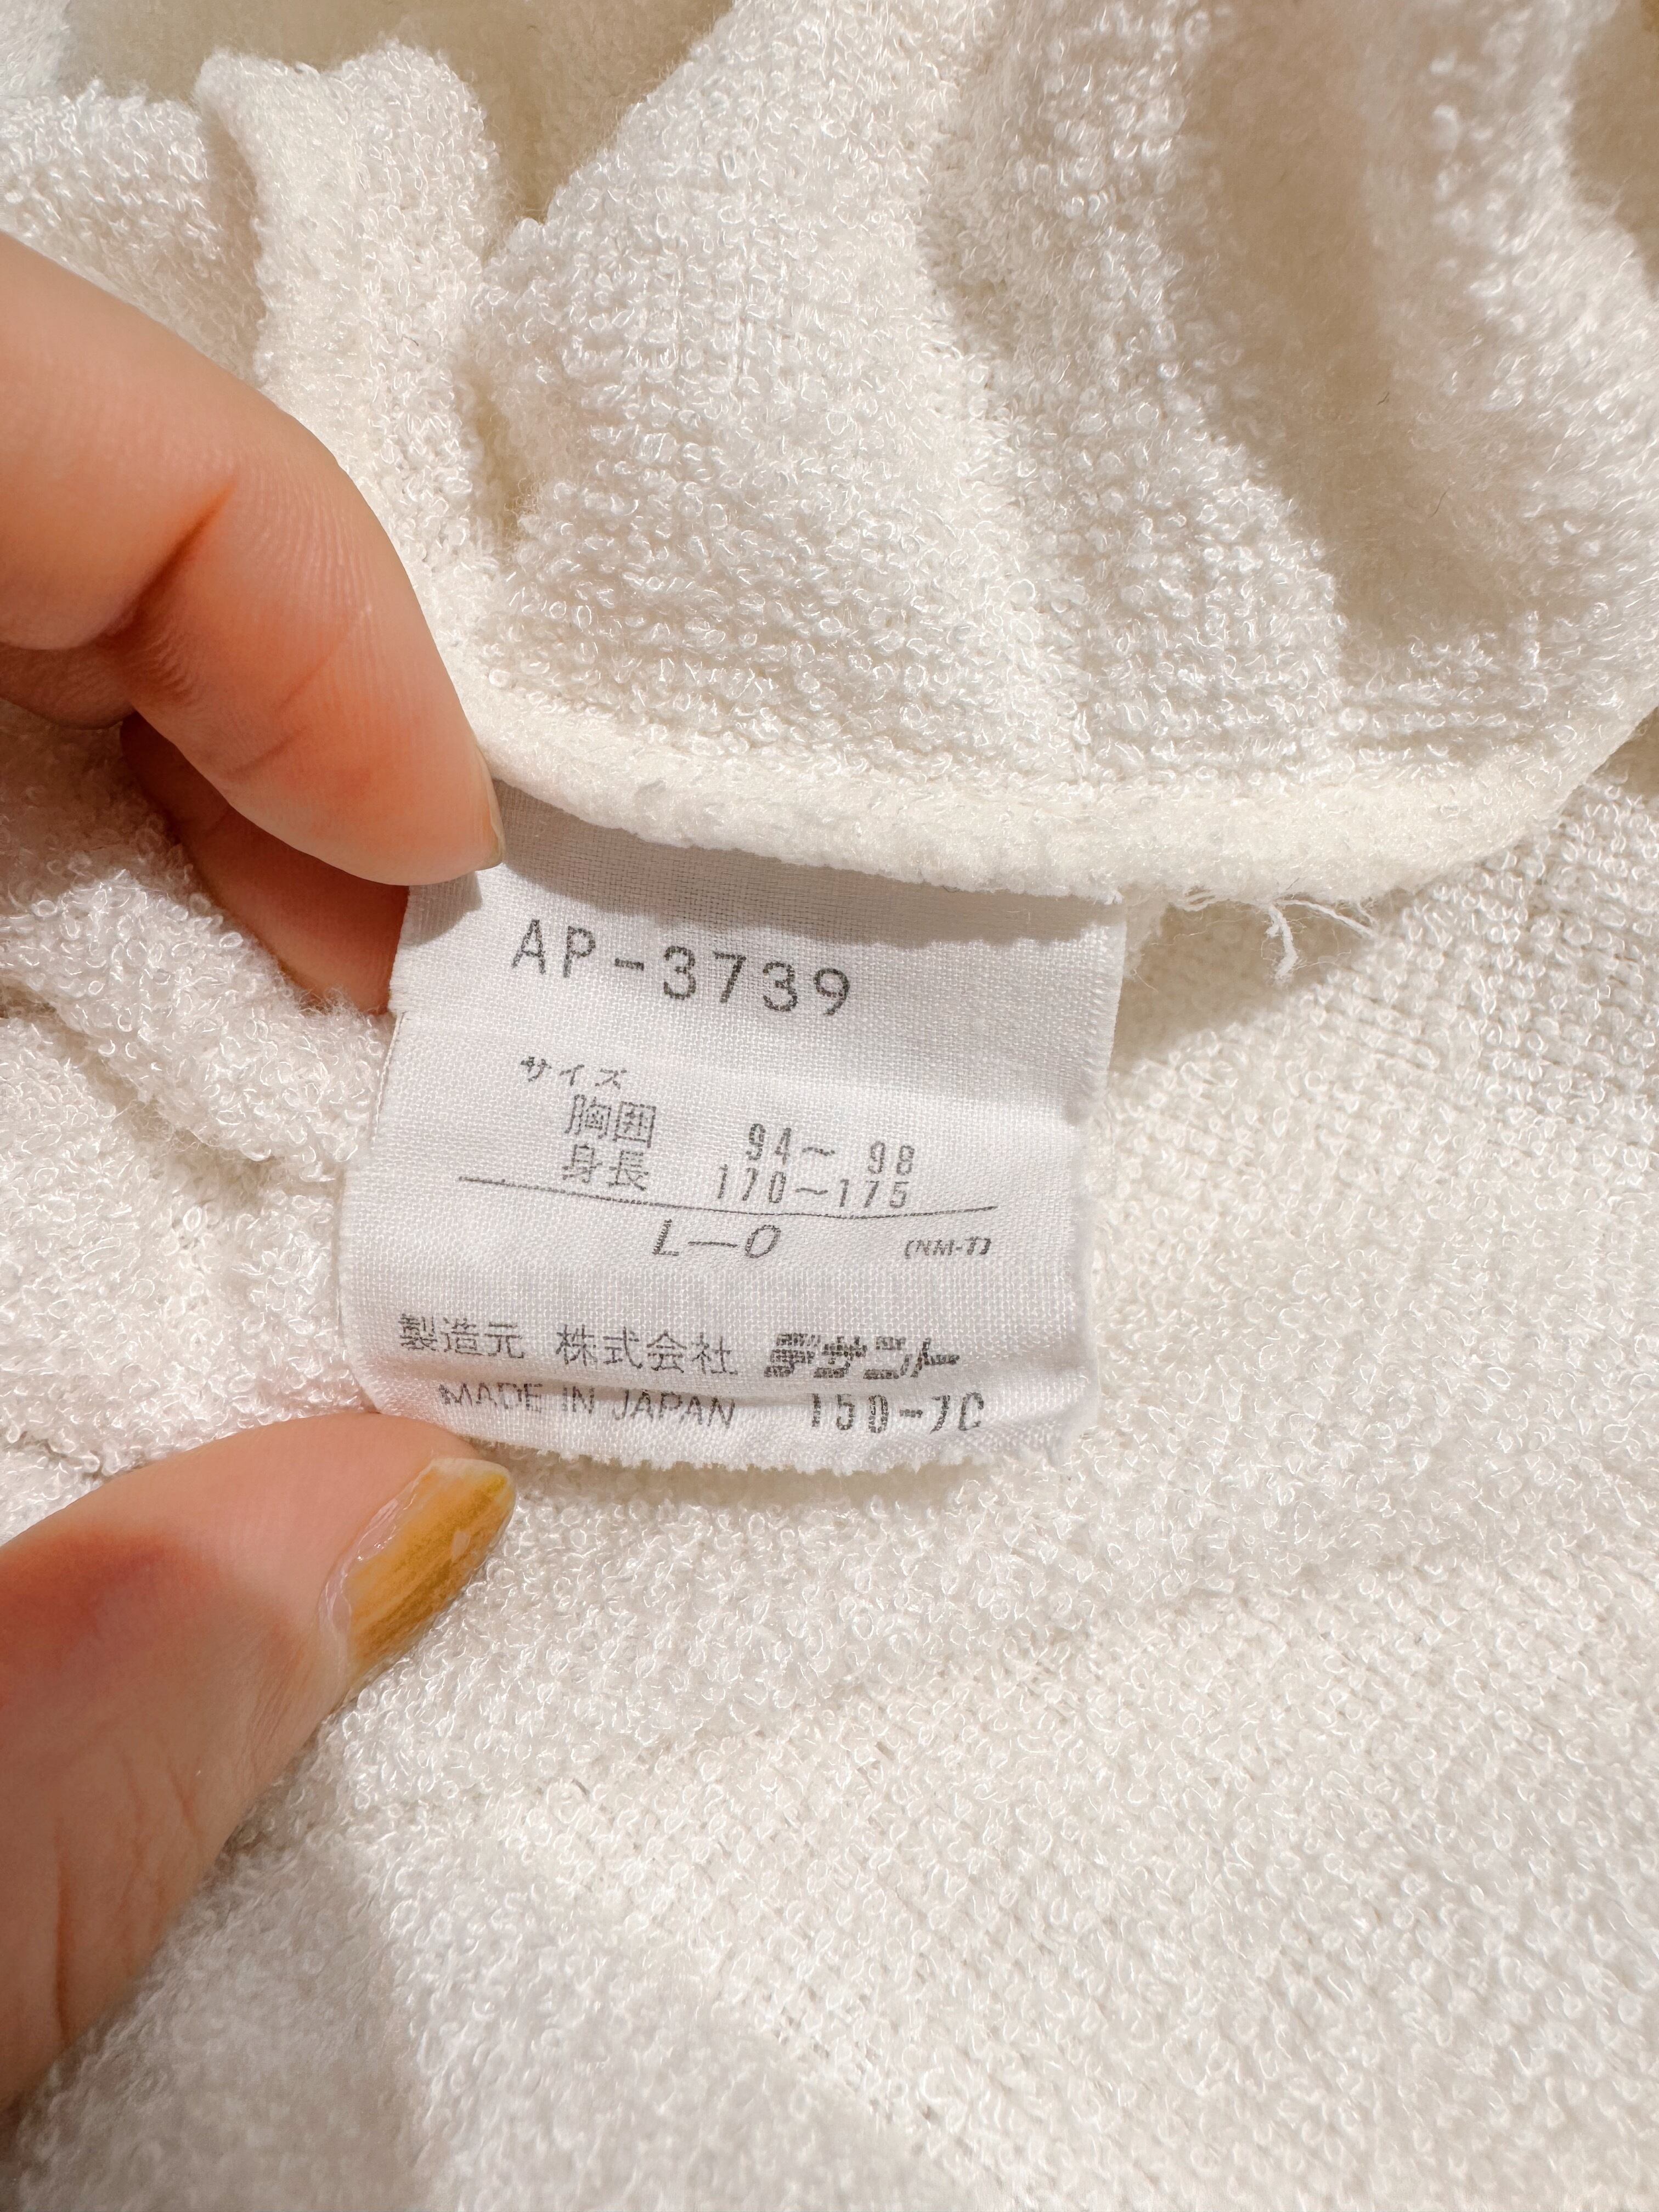 AP-3739
サイズ
胸囲 94～ 98
身長 170～175
L—O (NM-T)
製造元 株式会社 デサント
MADE IN JAPAN 150-7C